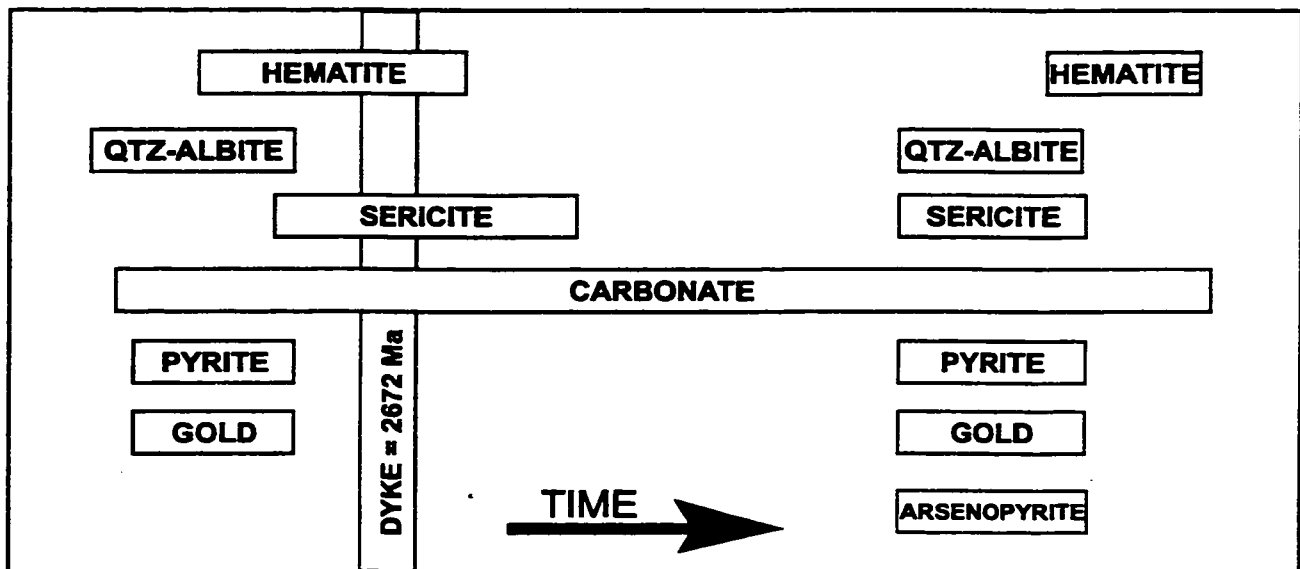 HEMATITE HEMATITE
QTZ-ALBITE QTZ-ALBITE
SERICITE SERICITE
CARBONATE
PYRITE PYRITE
GOLD GOLD
DYKE = 2672 Ma
TIME
ARSENOPYRITE